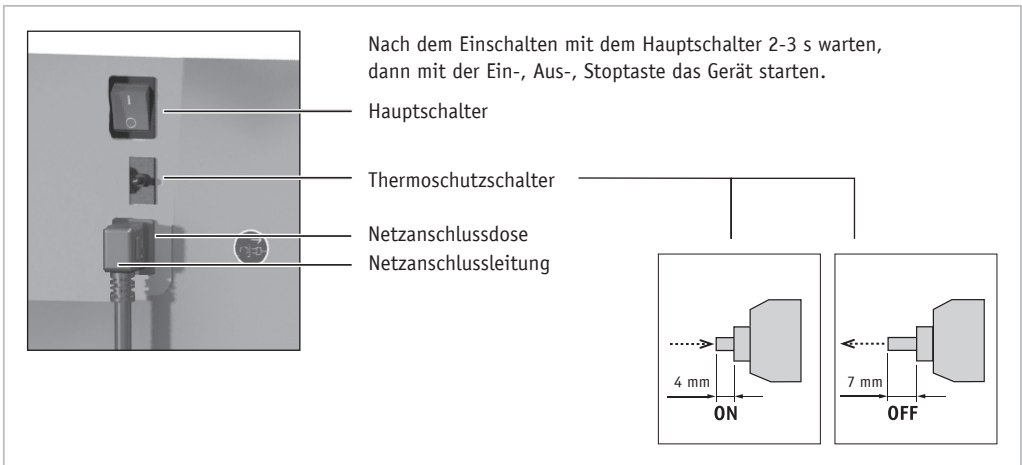 Nach dem Einschalten mit dem Hauptschalter 2-3 s warten,
dann mit der Ein-, Aus-, Stoptaste das Gerät starten.
Hauptschalter
Thermoschutzschalter
Netzanschlussdose
Netzanschlussleitung
4 mm
ON
7 mm
OFF